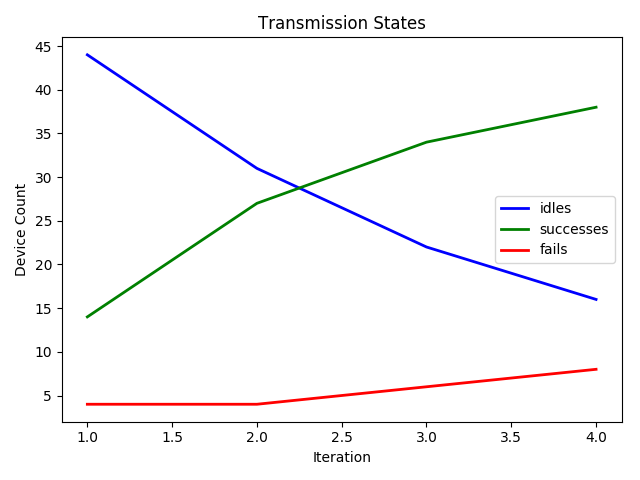 Transmission States
45
40
35
30
25
20
15
10
5
Device Count
idles
successes
fails
1.0 1.5 2.0 2.5 3.0 3.5 4.0
Iteration